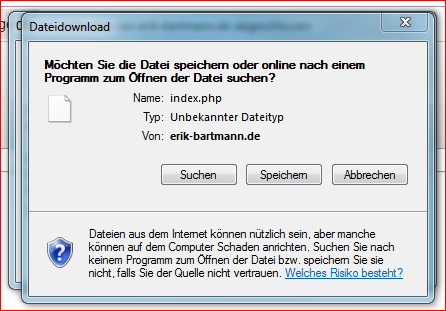 Dateidownload
Möchten Sie die Datei speichern oder online nach einem
Programm zum Öffnen der Datei suchen?
Name: index.php
Typ: Unbekannter Dateityp
Von: erik-bartmann.de
Suchen Speichern Abbrechen
Dateien aus dem Internet können nützlich sein, aber manche
können auf dem Computer Schaden anrichten. Suchen Sie nach
keinem Programm zum Öffnen der Datei bzw. speichern Sie sie
nicht, falls Sie der Quelle nicht vertrauen. Welches Risiko besteht?